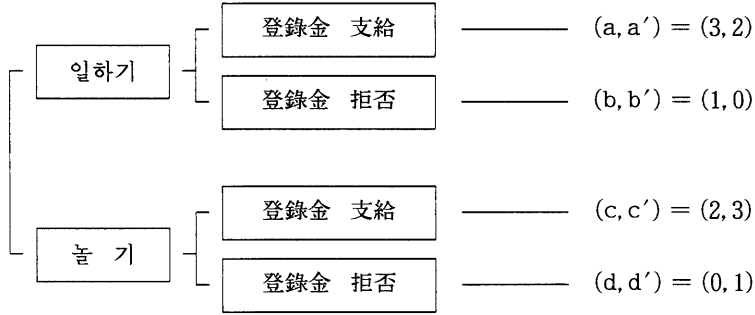 登錄金 支給 (a, a′) = (3, 2)
일하기
登錄金 拒否 (b, b′) = (1, 0)
登錄金 支給 (c, c′) = (2, 3)
놀 기
登錄金 拒否 (d, d′) = (0, 1)